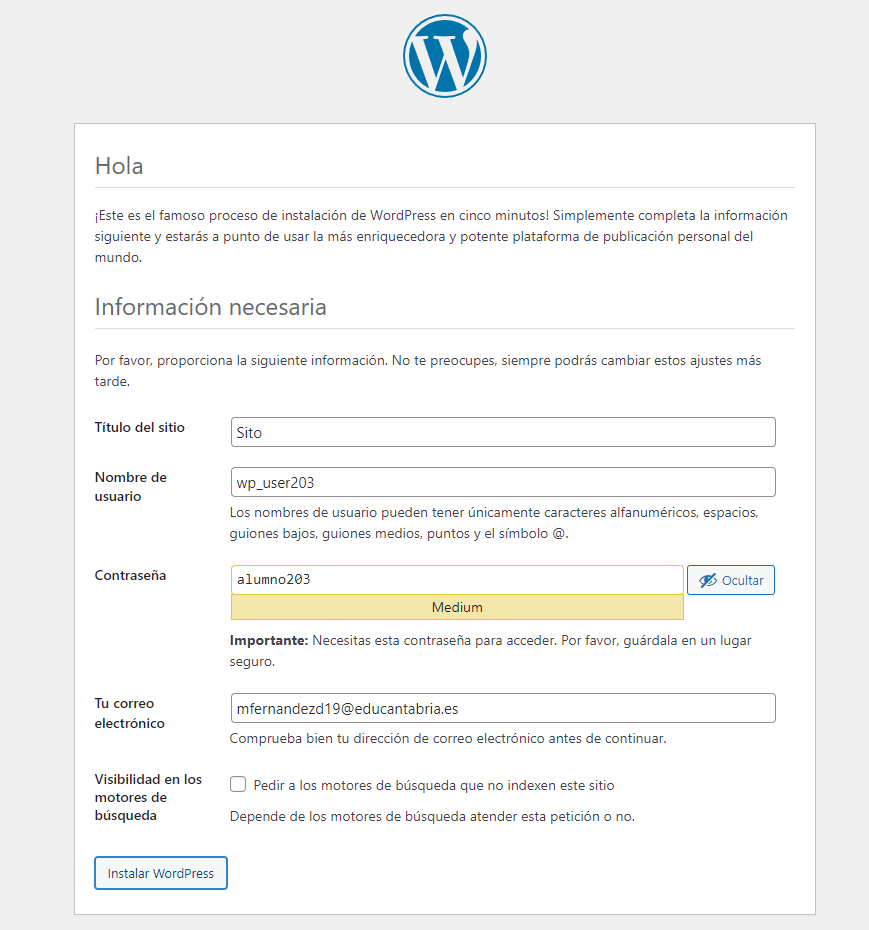 Hola
¡Este es el famoso proceso de instalación de WordPress en cinco minutos! Simplemente completa la información
siguiente y estarás a punto de usar la más enriquecedora y potente plataforma de publicación personal del
mundo.
Información necesaria
Por favor, proporciona la siguiente información. No te preocupes, siempre podrás cambiar estos ajustes más
tarde.
Título del sitio
Sito
Nombre de
usuario
wp_user203
Los nombres de usuario pueden tener únicamente caracteres alfanuméricos, espacios,
guiones bajos, guiones medios, puntos y el símbolo @.
Contraseña
alumno203
Ocultar
Medium
Importante: Necesitas esta contraseña para acceder. Por favor, guárdala en un lugar
seguro.
Tu correo
electrónico
mfernandezd19@educantabria.es
Comprueba bien tu dirección de correo electrónico antes de continuar.
Visibilidad en los
motores de
búsqueda
Pedir a los motores de búsqueda que no indexen este sitio
Depende de los motores de búsqueda atender esta petición o no.
Instalar WordPress